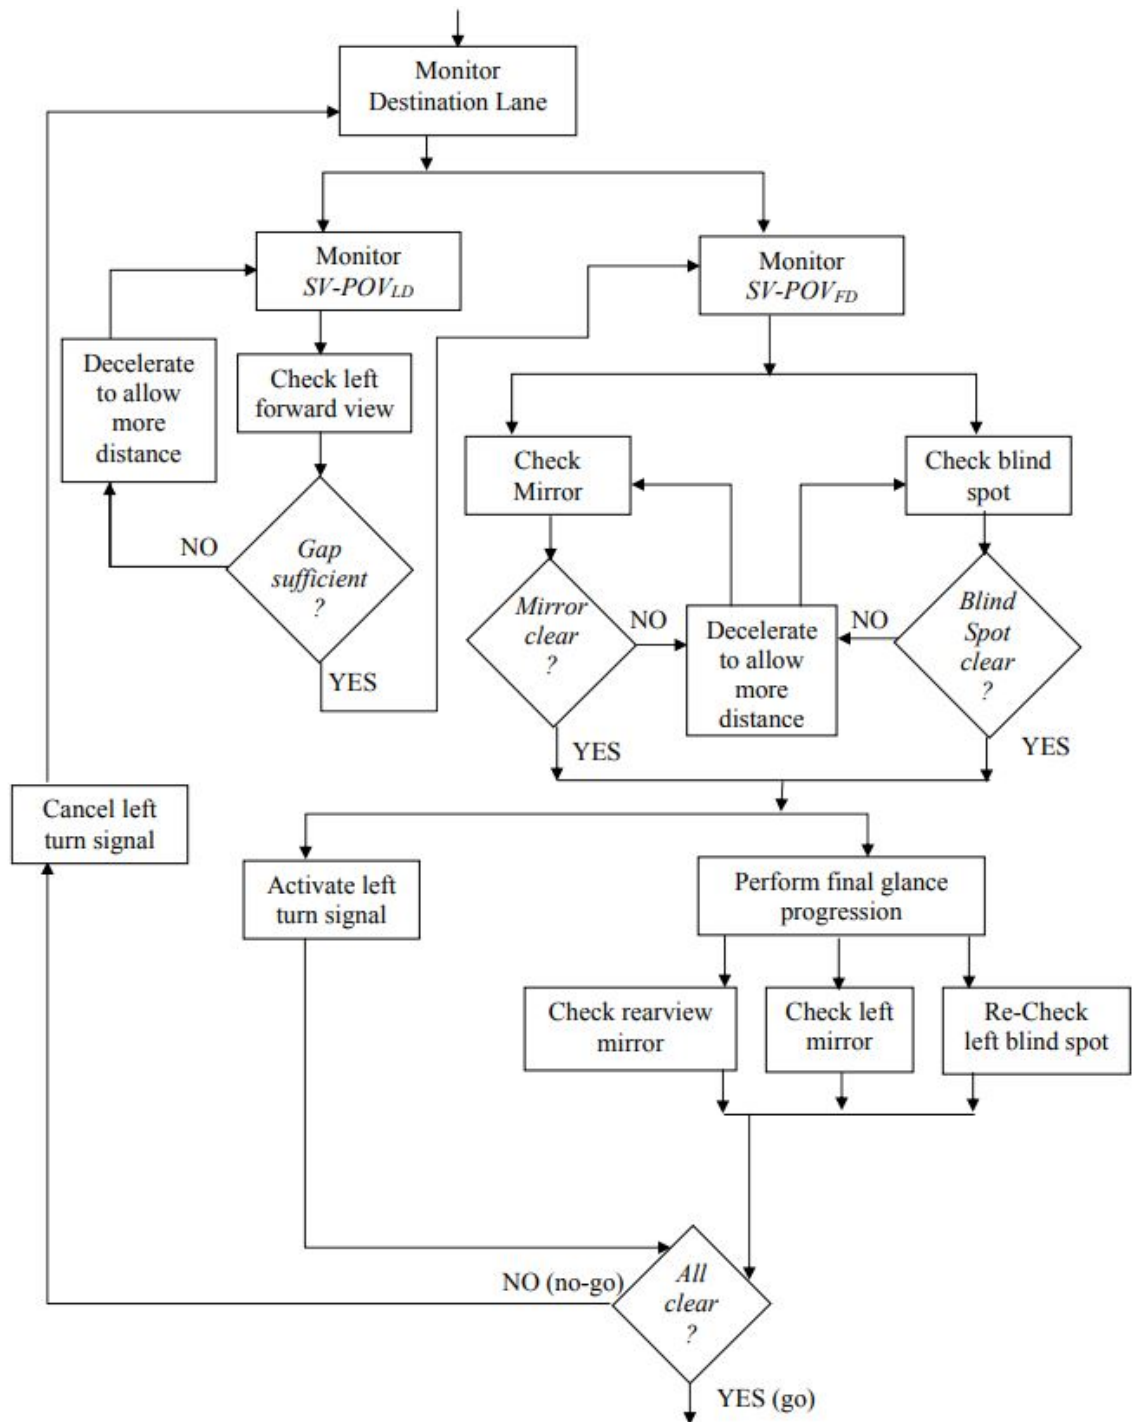 Monitor
Destination Lane
Monitor
SV-POV_LD
Monitor
SV-POV_FD
Decelerate
to allow
more
distance
Check left
forward view
Check
Mirror
Check blind
spot
NO
Gap
sufficient
?
YES
Mirror
clear
?
NO
Decelerate
to allow
more
distance
NO
Blind
Spot
clear
?
YES
YES
Cancel left
turn signal
Activate left
turn signal
Perform final glance
progression
Check rearview
mirror
Check left
mirror
Re-Check
left blind spot
NO (no-go)
All
clear
?
YES (go)